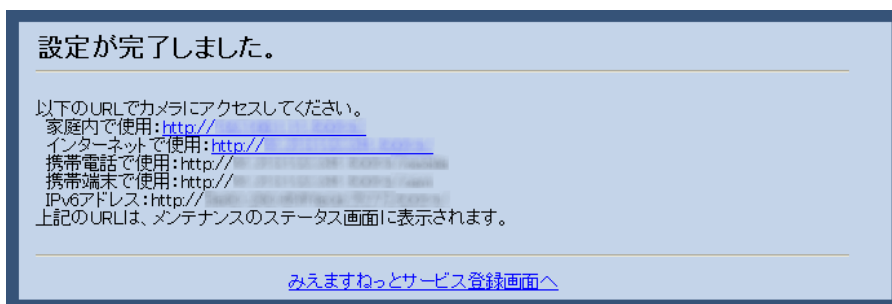 設定が完了しました。
以下のURLでカメラにアクセスしてください。
家庭内で使用:http://
インターネットで使用:http://
携帯電話で使用:http://
携帯端末で使用:http://
IPv6アドレス:http://
上記のURLは、メンテナンスのステータス画面に表示されます。
みえますねっとサービス登録画面へ